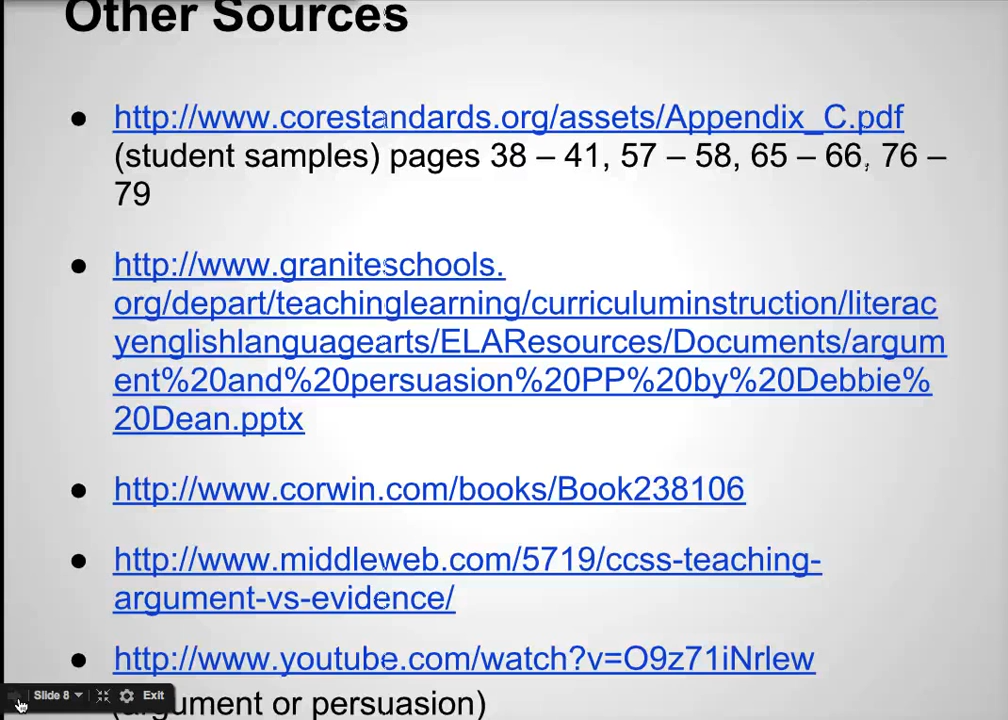 Other Sources
http://www.corestandards.org/assets/Appendix_C.pdf
(student samples) pages 38 – 41, 57 – 58, 65 – 66, 76 –
79
http://www.graniteschools.
org/depart/teachinglearning/curriculuminstruction/literac
yenglishlanguagearts/ELAResources/Documents/argum
ent%20and%20persuasion%20PP%20by%20Debbie%
20Dean.pptx
http://www.corwin.com/books/Book238106
http://www.middleweb.com/5719/ccss-teaching-
argument-vs-evidence/
http://www.youtube.com/watch?v=O9z71iNrlew
(argument or persuasion)
Slide 8 Exit